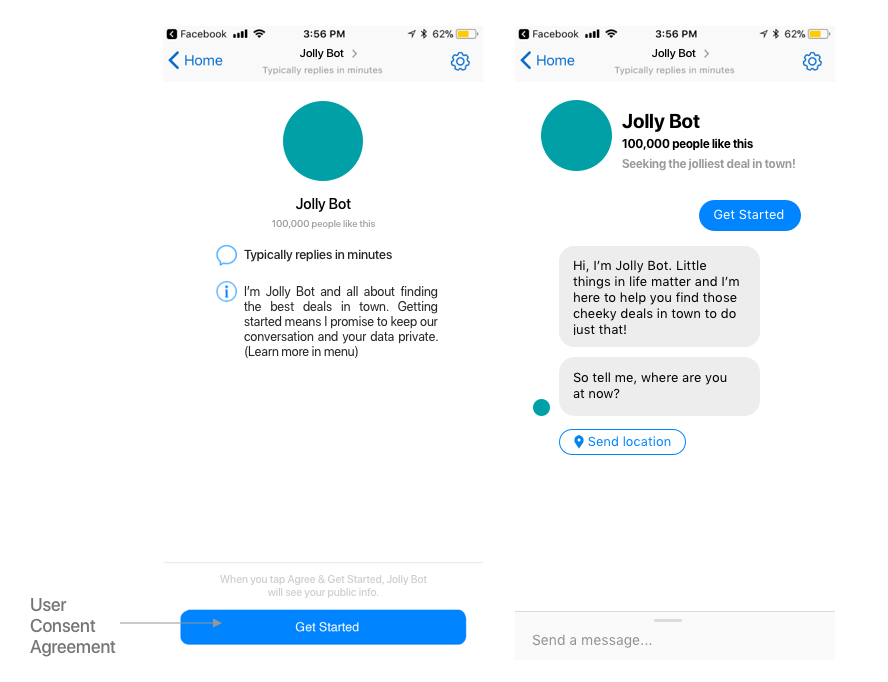 Facebook 3:56 PM 62%
Home Jolly Bot
Typically replies in minutes
Jolly Bot
100,000 people like this
Typically replies in minutes
I’m Jolly Bot and all about finding
the best deals in town. Getting
started means I promise to keep our
conversation and your data private.
(Learn more in menu)
When you tap Agree & Get Started, Jolly Bot
will see your public info.
Get Started
User
Consent
Agreement
Facebook 3:56 PM 62%
Home Jolly Bot
Typically replies in minutes
Jolly Bot
100,000 people like this
Seeking the jolliest deal in town!
Get Started
Hi, I’m Jolly Bot. Little
things in life matter and I’m
here to help you find those
cheeky deals in town to do
just that!
So tell me, where are you
at now?
Send location
Send a message...